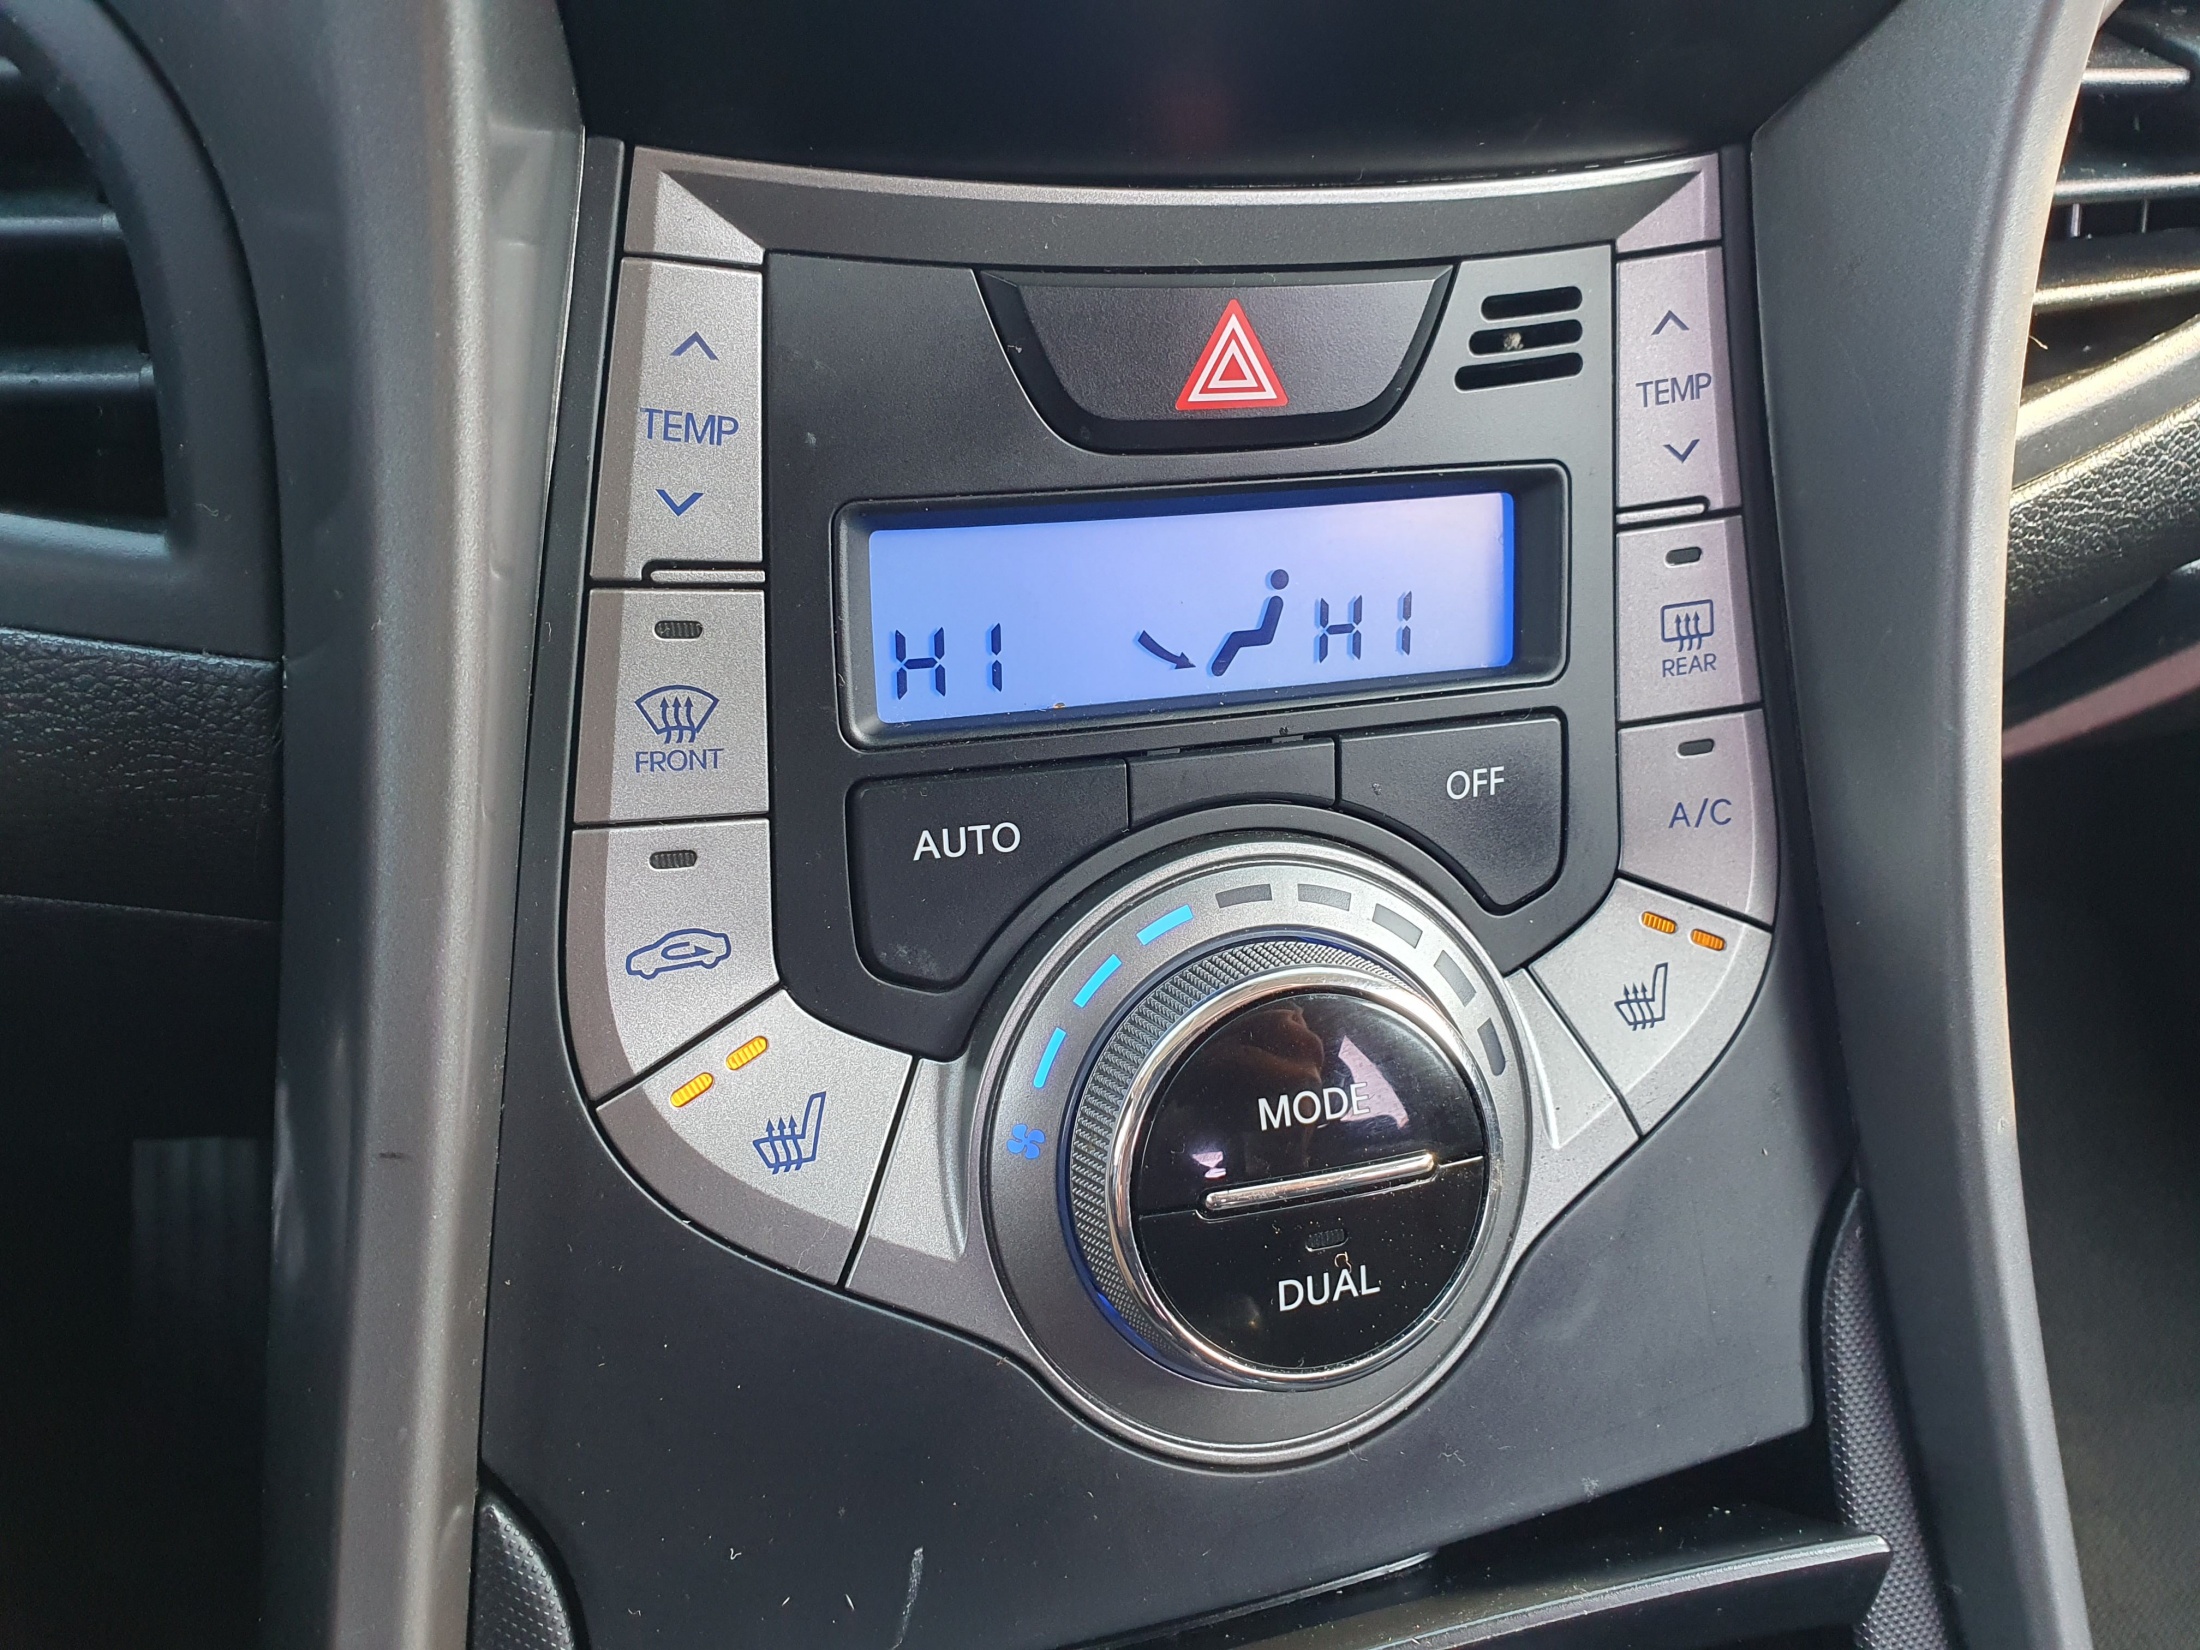 TEMP
TEMP
HI HI
REAR
FRONT
OFF
A/C
AUTO
MODE
DUAL